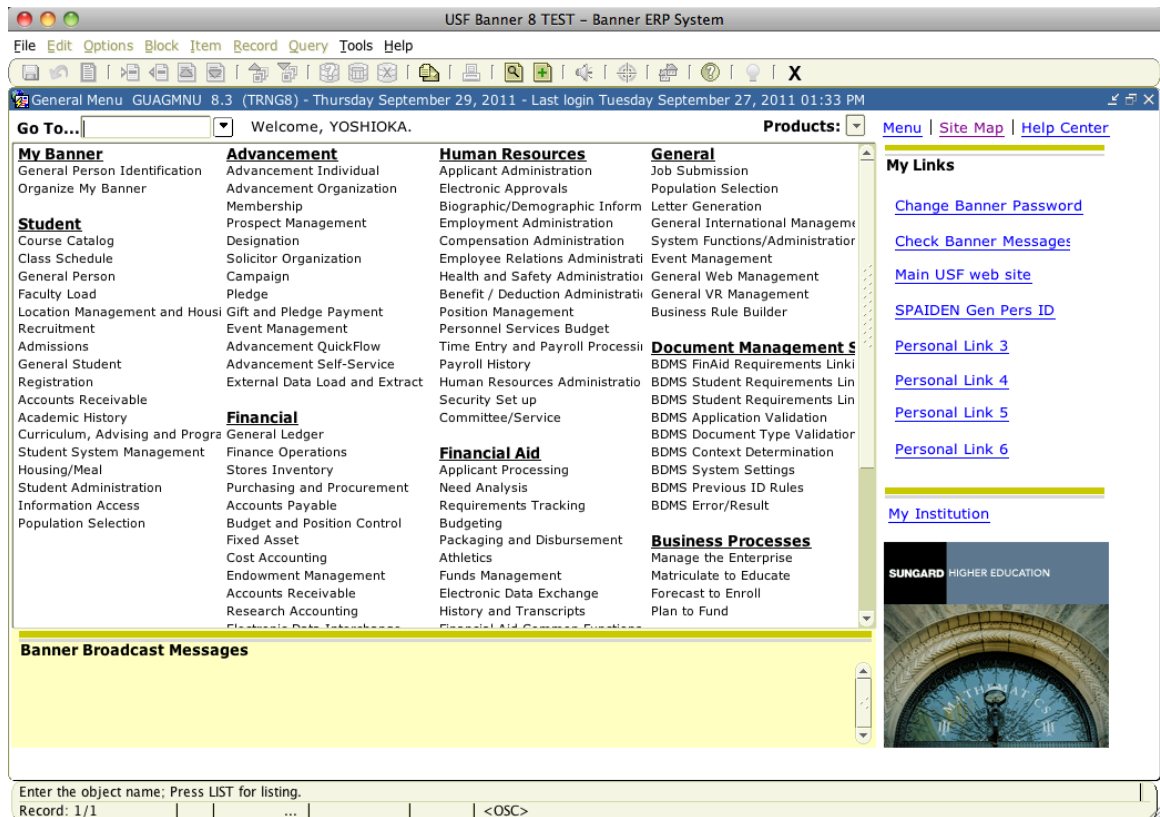 USF Banner 8 TEST – Banner ERP System
File Edit Options Block Item Record Query Tools Help
X
General Menu GUAGMNU 8.3 (TRNG8) - Thursday September 29, 2011 - Last login Tuesday September 27, 2011 01:33 PM
Go To... Welcome, YOSHIOKA. Products: Menu | Site Map | Help Center
My Banner
General Person Identification
Organize My Banner
Student
Course Catalog
Class Schedule
General Person
Faculty Load
Location Management and Housi
Recruitment
Admissions
General Student
Registration
Accounts Receivable
Academic History
Curriculum, Advising and Progra
Student System Management
Housing/Meal
Student Administration
Information Access
Population Selection
Advancement
Advancement Individual
Advancement Organization
Membership
Prospect Management
Designation
Solicitor Organization
Campaign
Pledge
Gift and Pledge Payment
Event Management
Advancement QuickFlow
Advancement Self-Service
External Data Load and Extract
Financial
General Ledger
Finance Operations
Stores Inventory
Purchasing and Procurement
Accounts Payable
Budget and Position Control
Fixed Asset
Cost Accounting
Endowment Management
Accounts Receivable
Research Accounting
Electronic Data Interchange
Human Resources
Applicant Administration
Electronic Approvals
Biographic/Demographic Inform
Employment Administration
Compensation Administration
Employee Relations Administrati
Health and Safety Administratio
Benefit / Deduction Administrati
Position Management
Personnel Services Budget
Time Entry and Payroll Processi
Payroll History
Human Resources Administratio
Security Set up
Committee/Service
Financial Aid
Applicant Processing
Need Analysis
Requirements Tracking
Budgeting
Packaging and Disbursement
Athletics
Funds Management
Electronic Data Exchange
History and Transcripts
Financial Aid Common Functions
General
Job Submission
Population Selection
Letter Generation
General International Manageme
System Functions/Administration
Event Management
General Web Management
General VR Management
Business Rule Builder
Document Management S
BDMS FinAid Requirements Linki
BDMS Student Requirements Lin
BDMS Student Requirements Lin
BDMS Application Validation
BDMS Document Type Validation
BDMS Context Determination
BDMS System Settings
BDMS Previous ID Rules
BDMS Error/Result
Business Processes
Manage the Enterprise
Matriculate to Educate
Forecast to Enroll
Plan to Fund
My Links
Change Banner Password
Check Banner Messages
Main USF web site
SPAIDEN Gen Pers ID
Personal Link 3
Personal Link 4
Personal Link 5
Personal Link 6
My Institution
SUNGARD HIGHER EDUCATION
MATHEMATICS
Banner Broadcast Messages
Enter the object name; Press LIST for listing.
Record: 1/1 ... <OSC>